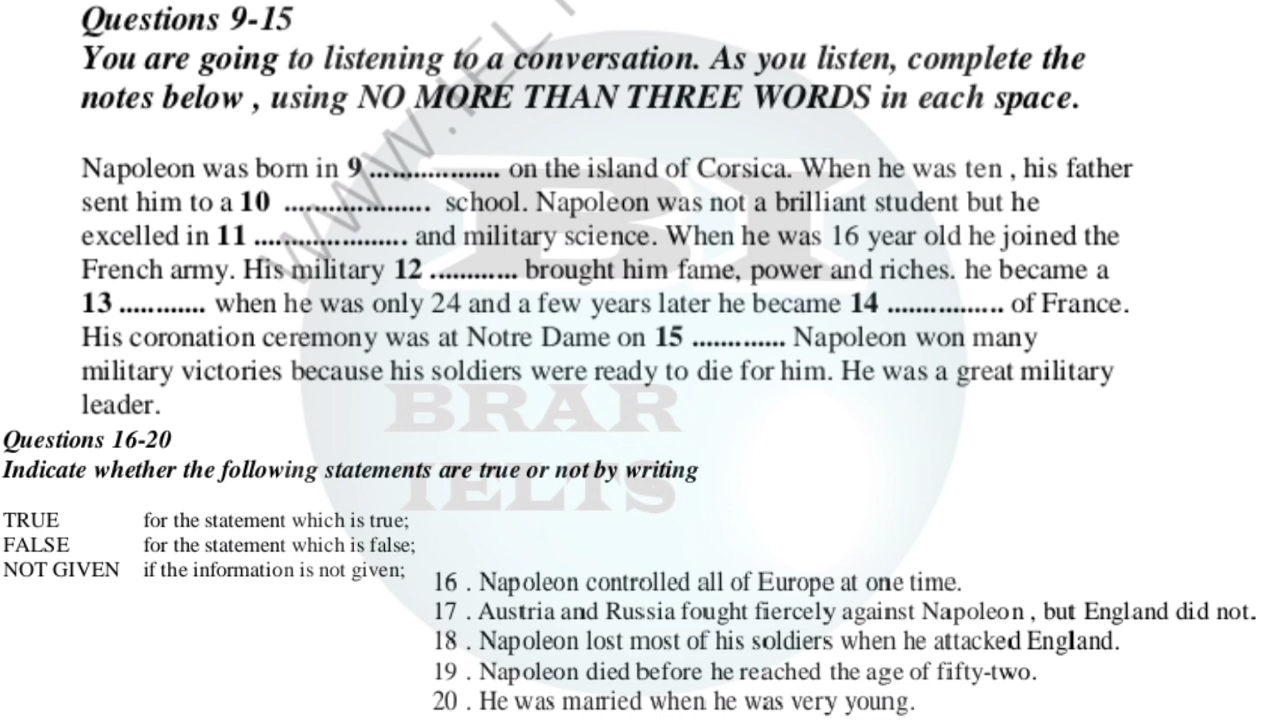 Questions 9-15
You are going to listening to a conversation. As you listen, complete the
notes below , using NO MORE THAN THREE WORDS in each space.
Napoleon was born in 9 .................. on the island of Corsica. When he was ten , his father
sent him to a 10 .................... school. Napoleon was not a brilliant student but he
excelled in 11 ..................... and military science. When he was 16 year old he joined the
French army. His military 12 ............ brought him fame, power and riches. he became a
13 ............ when he was only 24 and a few years later he became 14 ................ of France.
His coronation ceremony was at Notre Dame on 15 ............. Napoleon won many
military victories because his soldiers were ready to die for him. He was a great military
leader.
Questions 16-20
Indicate whether the following statements are true or not by writing
TRUE for the statement which is true;
FALSE for the statement which is false;
NOT GIVEN if the information is not given;
16 . Napoleon controlled all of Europe at one time.
17 . Austria and Russia fought fiercely against Napoleon , but England did not.
18 . Napoleon lost most of his soldiers when he attacked England.
19 . Napoleon died before he reached the age of fifty-two.
20 . He was married when he was very young.
BI
BRAR
IELTS